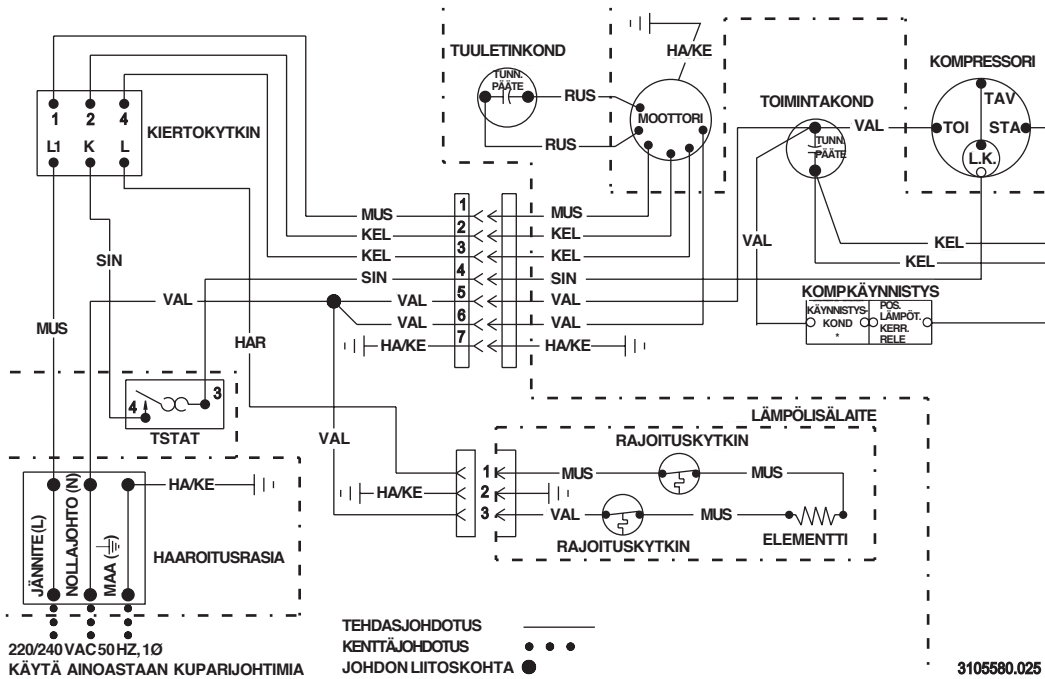 HA/KE
TUULETINKOND
TUNN.
PÄÄTE
RUS
RUS
MOOTTORI
KOMPRESSORI
TAV
TOI
STA
L.K.
TOIMINTAKOND
TUNN.
PÄÄTE
VAL
1 2 4
L1 K L
KIERTOKYTKIN
MUS 1 MUS
KEL 2 KEL
KEL 3 KEL
SIN 4 SIN
VAL VAL 5 VAL
VAL 6 VAL
HA/KE 7 HA/KE
SIN
MUS
HAR
VAL
KEL
KEL
KOMPKÄYNNISTYS
KÄYNNISTYS-
KOND
*
POS.
LÄMPÖT.
KERR.
RELE
4
3
TSTAT
VAL
LÄMPÖLISÄLAITE
RAJOITUSKYTKIN
1 MUS MUS
HA/KE 2
3 VAL MUS
RAJOITUSKYTKIN
ELEMENTTI
JÄNNITE(L)
NOLLAJOHTO (N)
MAA ( )
HA/KE
HAAROITUSRASIA
220/240 VAC 50 HZ, 1Ø
KÄYTÄ AINOASTAAN KUPARIJOHTIMIA
TEHDASJOHDOTUS
KENTTÄJOHDOTUS
JOHDON LIITOSKOHTA
3105580.025